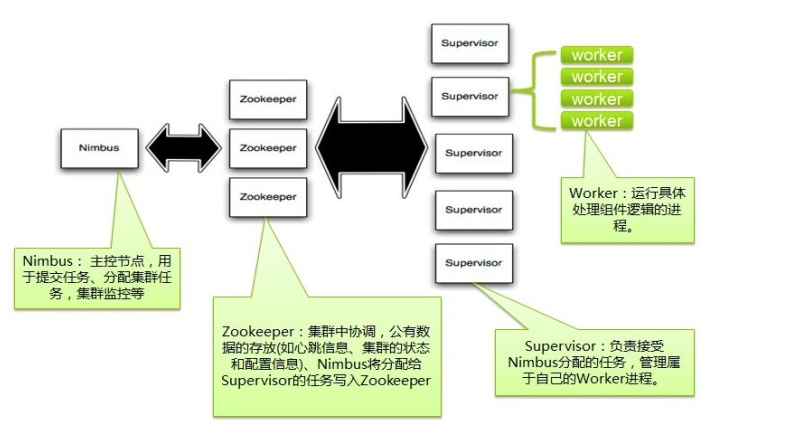 Supervisor
worker
worker
worker
worker
Supervisor
Zookeeper
Nimbus
Zookeeper
Supervisor
Zookeeper
Supervisor
Worker：运行具体
处理组件逻辑的进
程。
Supervisor
Nimbus： 主控节点，用
于提交任务、分配集群任
务，集群监控等
Zookeeper：集群中协调，公有数
据的存放(如心跳信息、集群的状态
和配置信息)、Nimbus将分配给
Supervisor的任务写入Zookeeper
Supervisor：负责接受
Nimbus分配的任务，管理属
于自己的Worker进程。